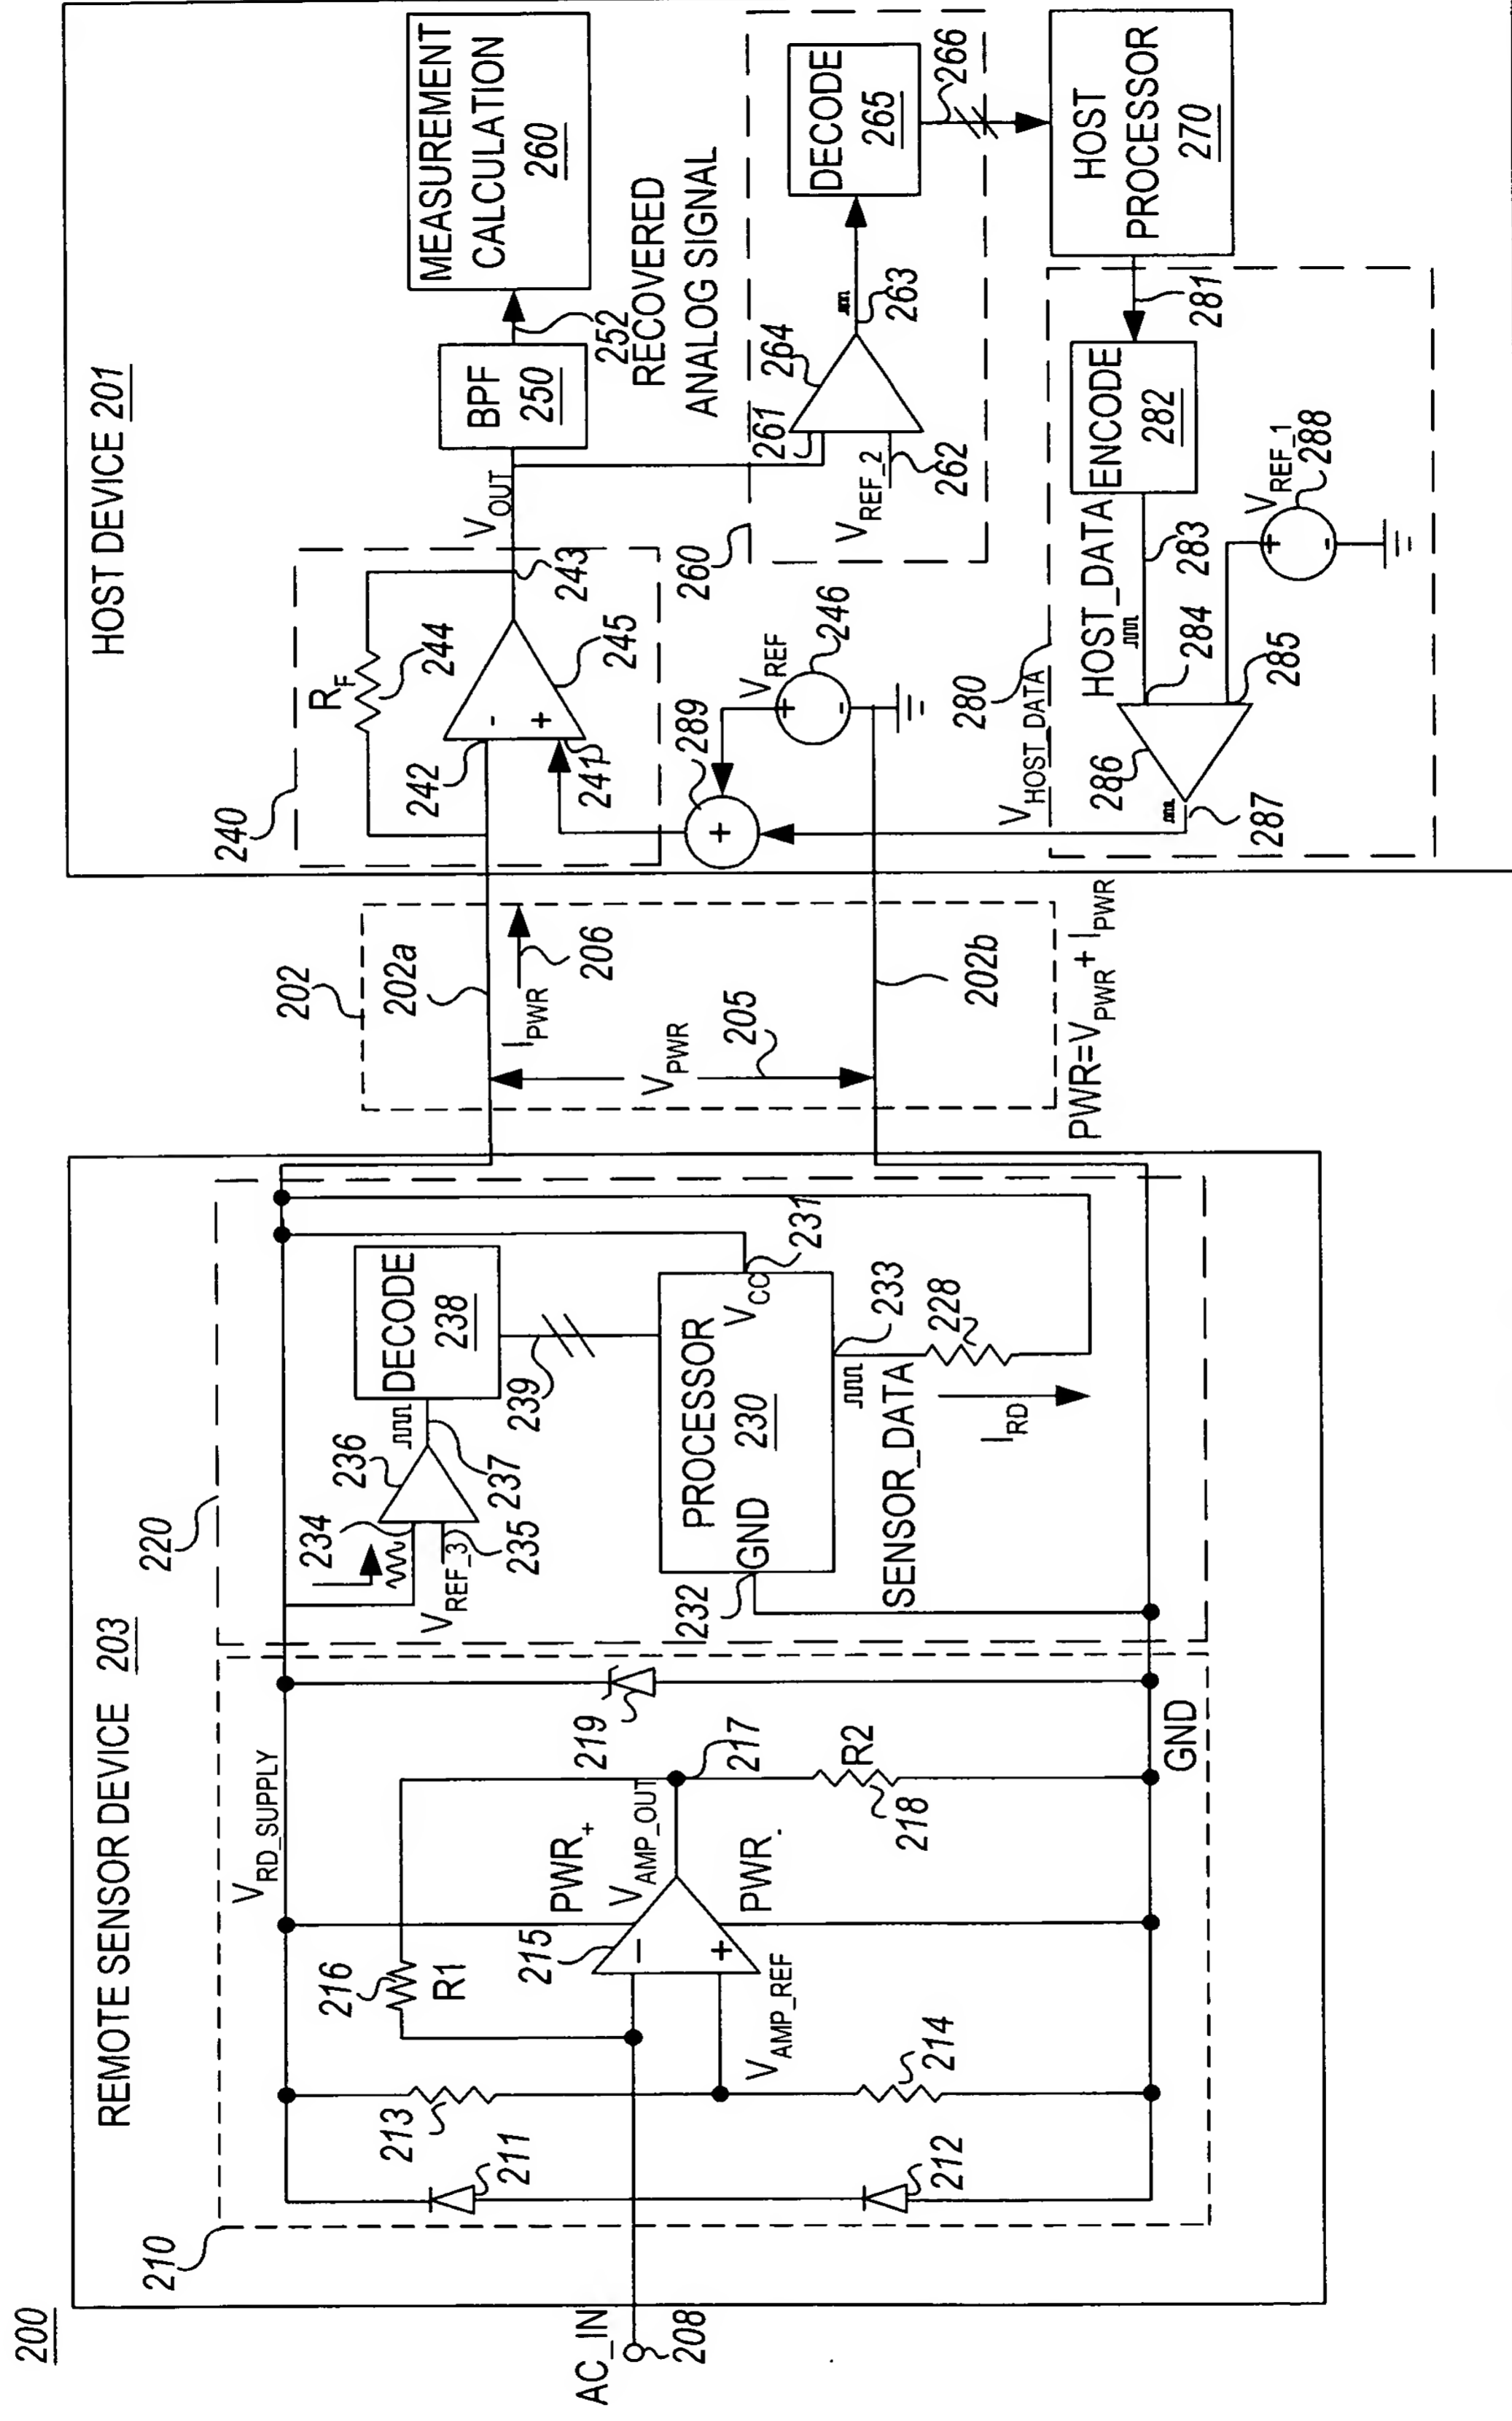 200
REMOTE SENSOR DEVICE 203
HOST DEVICE 201
210
220
202
240
AC_IN
208
211
212
213
214
216
R1
215
V_AMP_REF
−
+
PWR+
PWR-
V_AMP_OUT
217
R2
218
219
GND
V_RD_SUPPLY
234
V_REF_3
235
236
237
DECODE
238
239
PROCESSOR
230
GND
V_CC
231
232
233
SENSOR_DATA
228
I_RD
202a
I_PWR
206
V_PWR
205
202b
PWR=V_PWR + I_PWR
R_F
244
242
-
+
241
245
243
V_OUT
BPF
250
252
RECOVERED
ANALOG SIGNAL
MEASUREMENT
CALCULATION
260
289
+
V_REF
246
+
-
260
261
V_REF_2
262
264
263
DECODE
265
266
HOST
PROCESSOR
270
280
V_HOST_DATA
HOST_DATA
281
ENCODE
282
283
284
285
286
287
V_REF_1
288
+
-